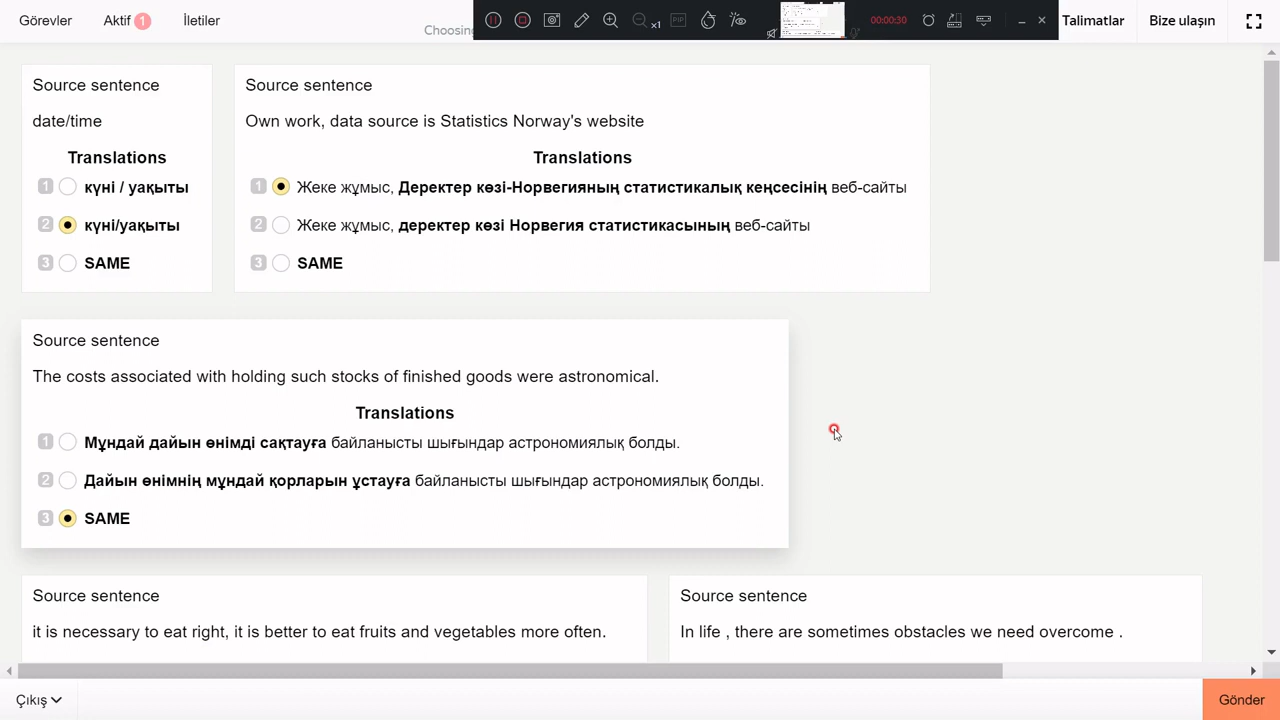 Görevler
Aktif 1
İletiler
Choosin
×1
PIP
00:00:30
Talimatlar
Bize ulaşın
Source sentence
date/time
Translations
1 күні / уақыты
2 күні/уақыты
3 SAME
Source sentence
Own work, data source is Statistics Norway's website
Translations
1 Жеке жұмыс, Деректер көзі-Норвегияның статистикалық кеңсесінің веб-сайты
2 Жеке жұмыс, деректер көзі Норвегия статистикасының веб-сайты
3 SAME
Source sentence
The costs associated with holding such stocks of finished goods were astronomical.
Translations
1 Мұндай дайын өнімді сақтауға байланысты шығындар астрономиялық болды.
2 Дайын өнімнің мұндай қорларын ұстауға байланысты шығындар астрономиялық болды.
3 SAME
Source sentence
it is necessary to eat right, it is better to eat fruits and vegetables more often.
Source sentence
In life , there are sometimes obstacles we need overcome .
Çıkış
Gönder